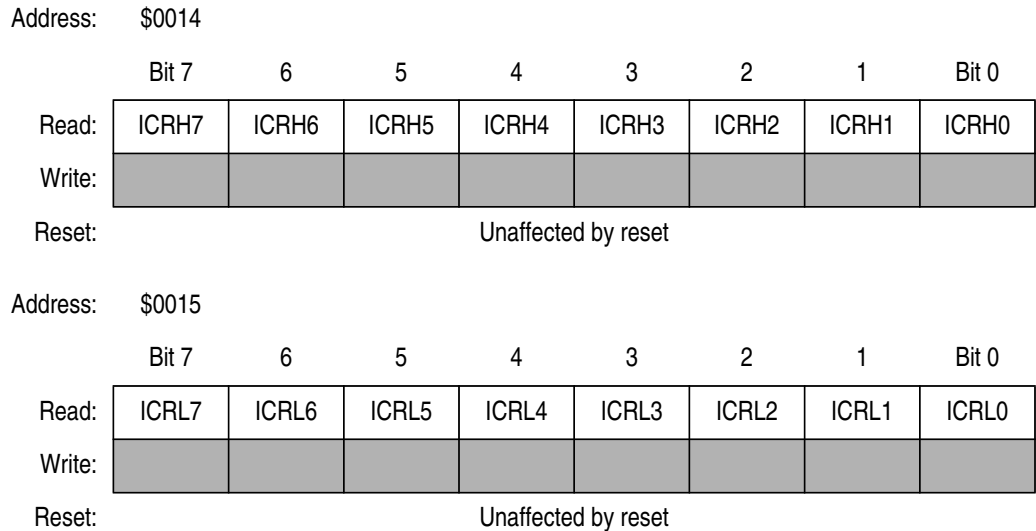 Address: $0014
Bit 7 6 5 4 3 2 1 Bit 0
Read: ICRH7 ICRH6 ICRH5 ICRH4 ICRH3 ICRH2 ICRH1 ICRH0
Write:
Reset: Unaffected by reset
Address: $0015
Bit 7 6 5 4 3 2 1 Bit 0
Read: ICRL7 ICRL6 ICRL5 ICRL4 ICRL3 ICRL2 ICRL1 ICRL0
Write:
Reset: Unaffected by reset